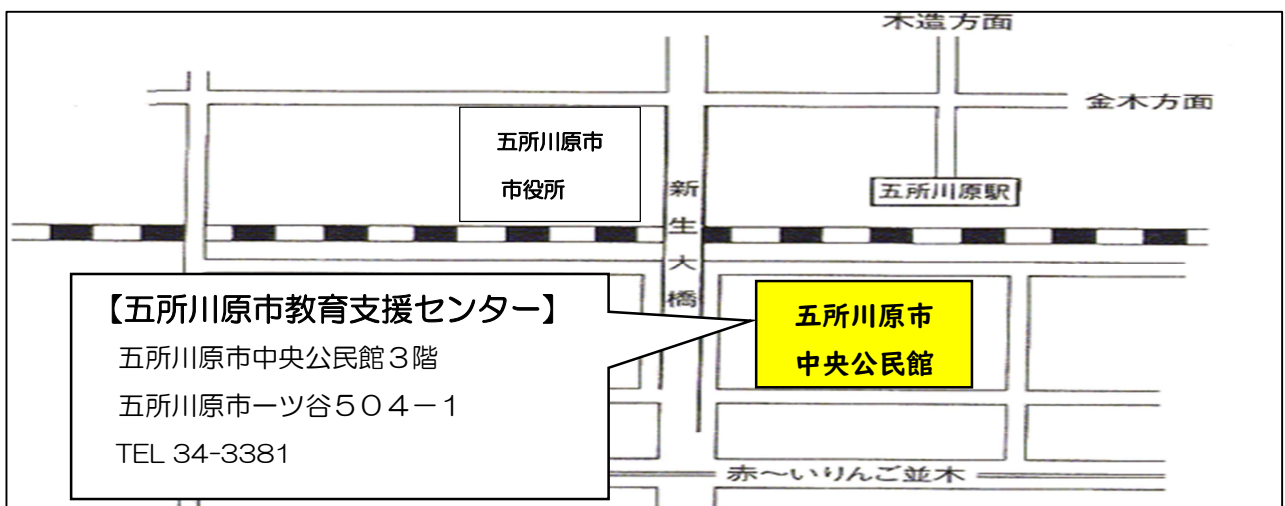 木造方面
金木方面
五所川原市
市役所
五所川原駅
新生大橋
【五所川原市教育支援センター】
五所川原市中央公民館３階
五所川原市一ツ谷５０４－１
TEL 34-3381
五所川原市
中央公民館
赤～いりんご並木